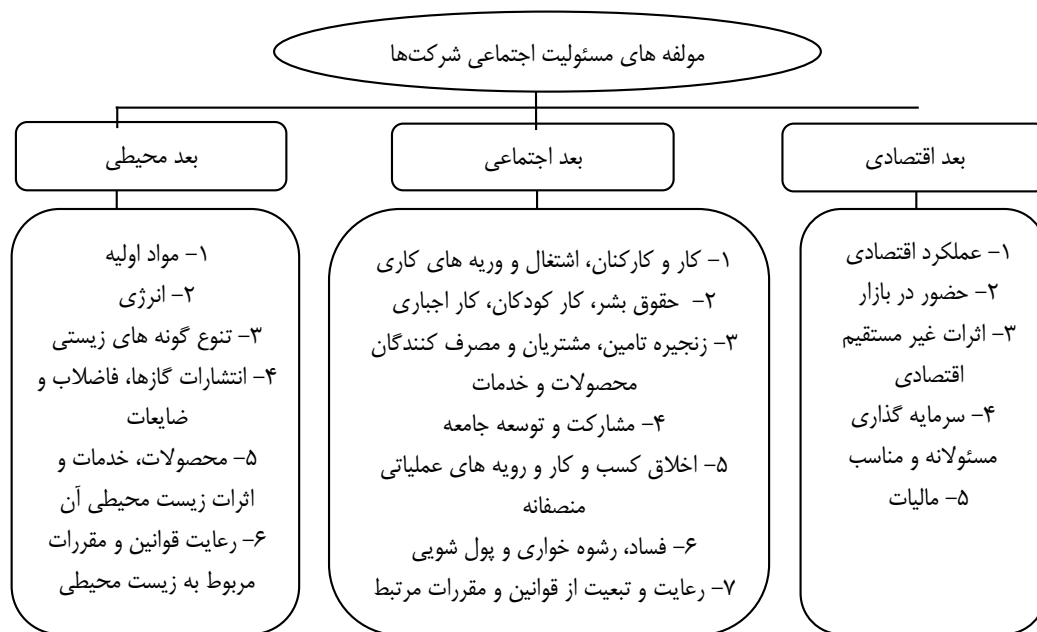 مولفه های مسئولیت اجتماعی شرکت‌ها
بعد اقتصادی
بعد اجتماعی
بعد محیطی
۱- عملکرد اقتصادی
۲- حضور در بازار
۳- اثرات غیر مستقیم
اقتصادی
۴- سرمایه گذاری
مسئولانه و مناسب
۵- مالیات
۱- کار و کارکنان، اشتغال و وریه های کاری
۲- حقوق بشر، کار کودکان، کار اجباری
۳- زنجیره تامین، مشتریان و مصرف کنندگان
محصولات و خدمات
۴- مشارکت و توسعه جامعه
۵- اخلاق کسب و کار و رویه های عملیاتی
منصفانه
۶- فساد، رشوه خواری و پول شویی
۷- رعایت و تبعیت از قوانین و مقررات مرتبط
۱- مواد اولیه
۲- انرژی
۳- تنوع گونه های زیستی
۴- انتشارات گازها، فاضلاب و
ضایعات
۵- محصولات، خدمات و
اثرات زیست محیطی آن
۶- رعایت قوانین و مقررات
مربوط به زیست محیطی